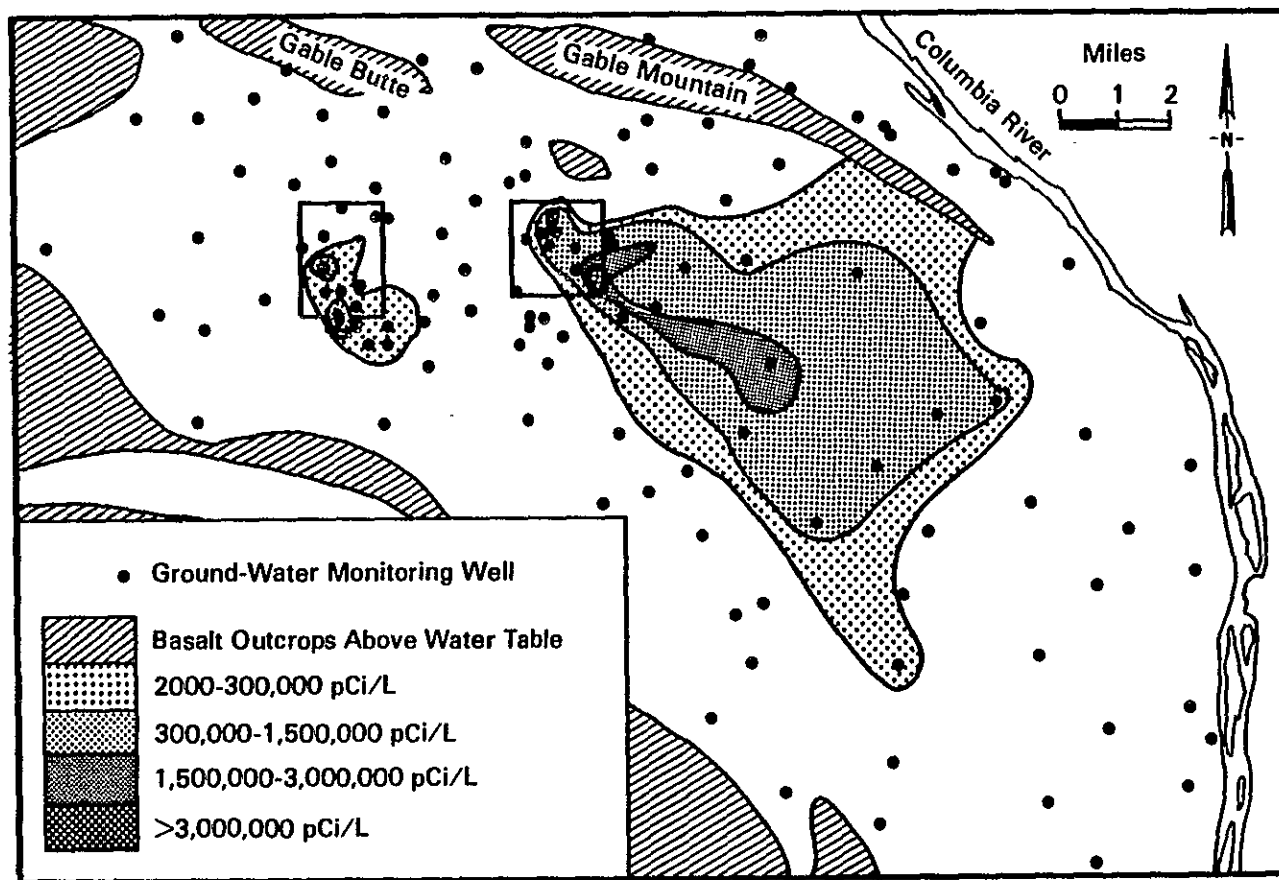 Gable Butte
Gable Mountain
Columbia River
Miles
0 1 2
-N-
Ground-Water Monitoring Well
Basalt Outcrops Above Water Table
2000-300,000 pCi/L
300,000-1,500,000 pCi/L
1,500,000-3,000,000 pCi/L
>3,000,000 pCi/L